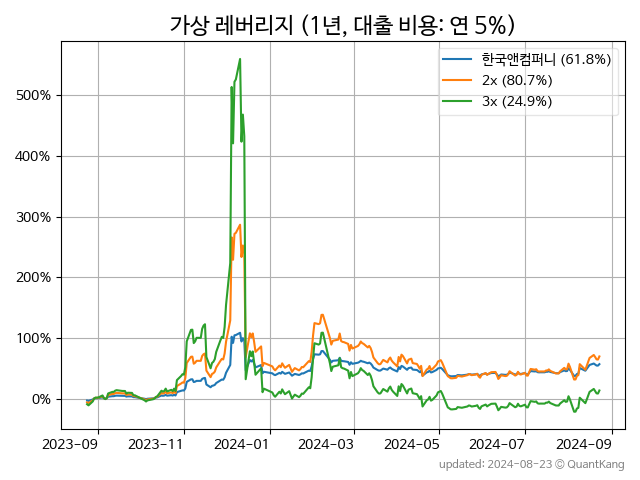 가상 레버리지 (1년, 대출 비용: 연 5%)
한국앤컴퍼니 (61.8%)
2x (80.7%)
3x (24.9%)
500%
400%
300%
200%
100%
0%
2023-09
2023-11
2024-01
2024-03
2024-05
2024-07
2024-09
updated: 2024-08-23 © QuantKang